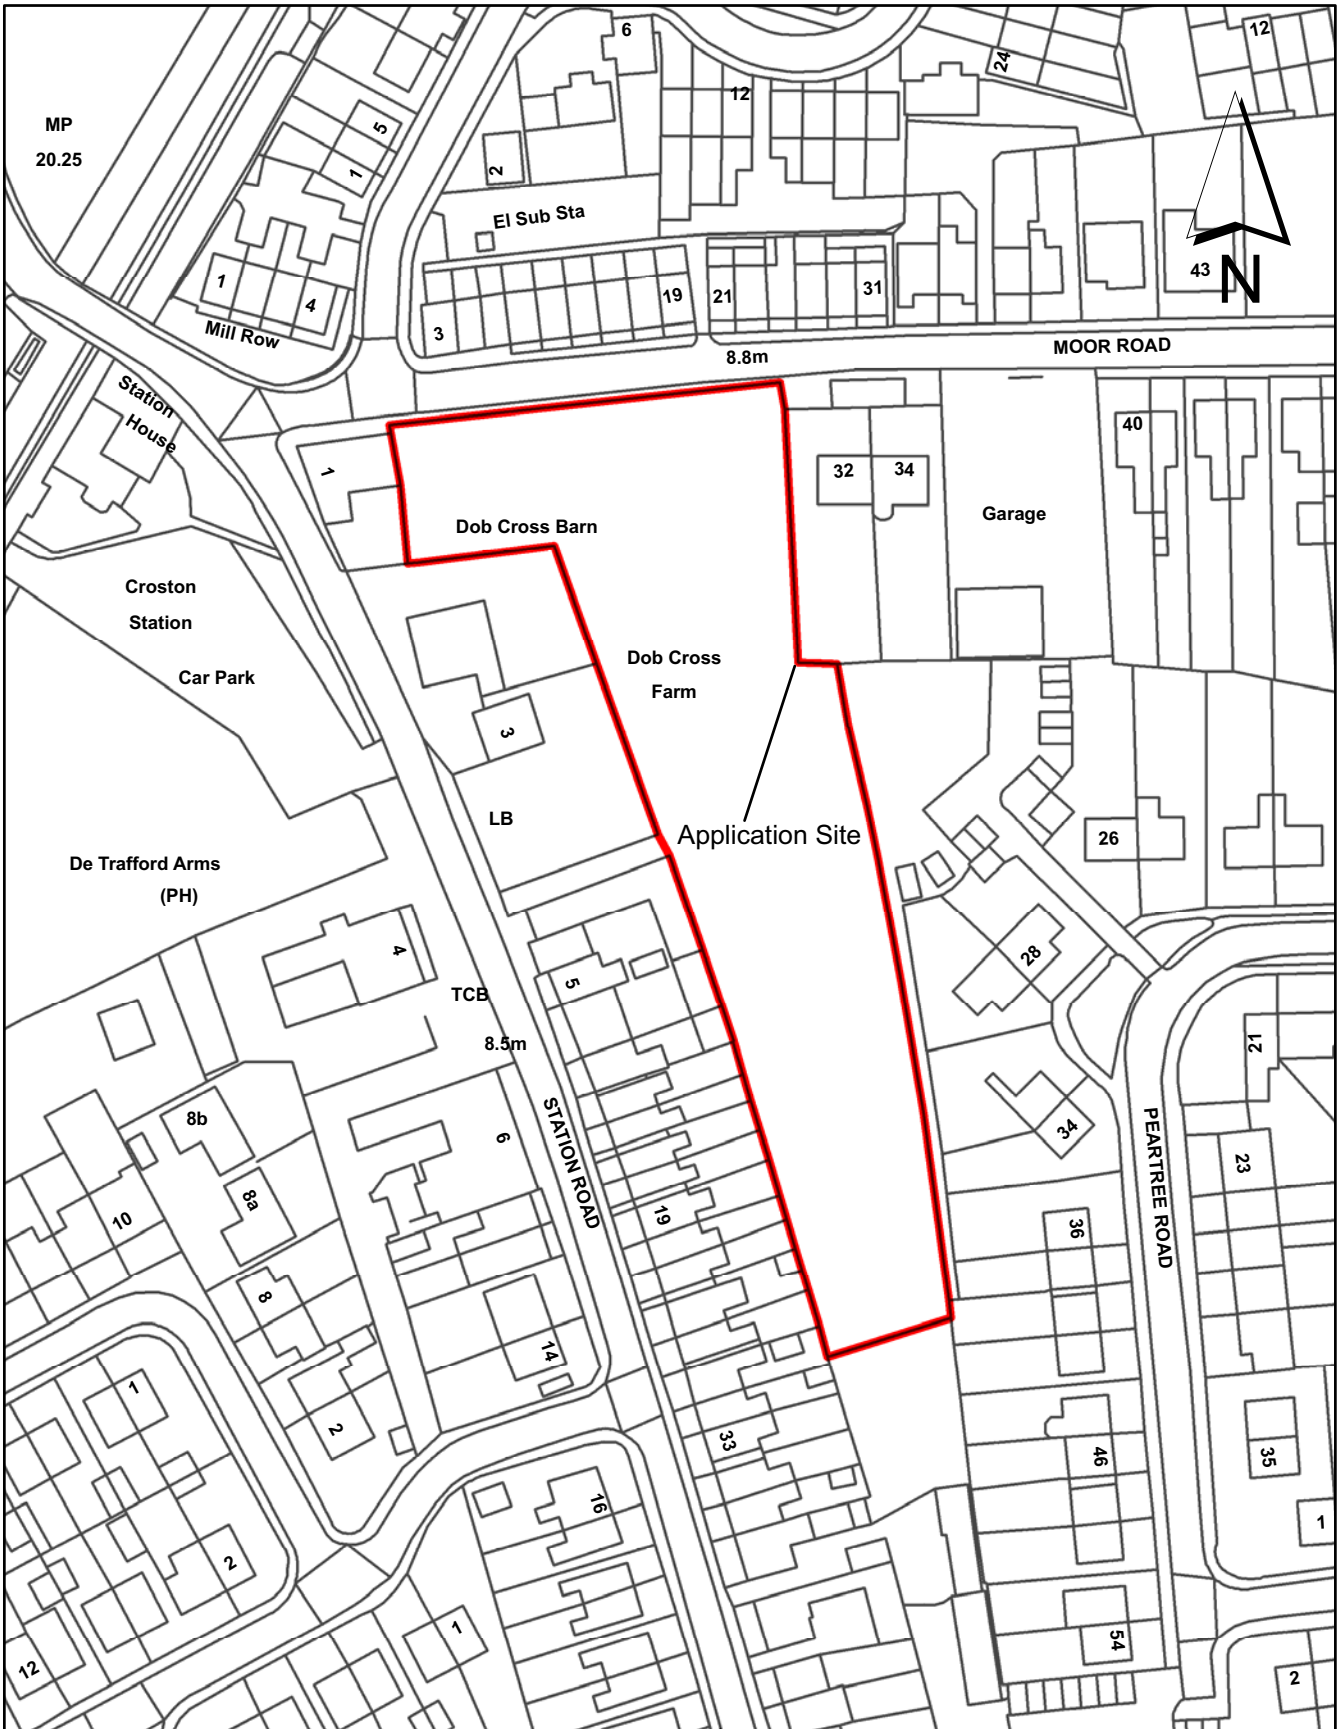 6
12
24
12
MP
20.25
5
1
2
El Sub Sta
43
N
1
4
Mill Row
3
19
21
31
8.8m
MOOR ROAD
Station
House
1
40
32
34
Garage
Dob Cross Barn
Croston
Station
Car Park
Dob Cross
Farm
3
LB
Application Site
26
De Trafford Arms
(PH)
4
5
28
TCB
8.5m
21
8b
6
STATION ROAD
34
PEARTREE ROAD
23
8a
10
19
36
8
14
1
2
33
46
35
16
1
2
1
54
12
2